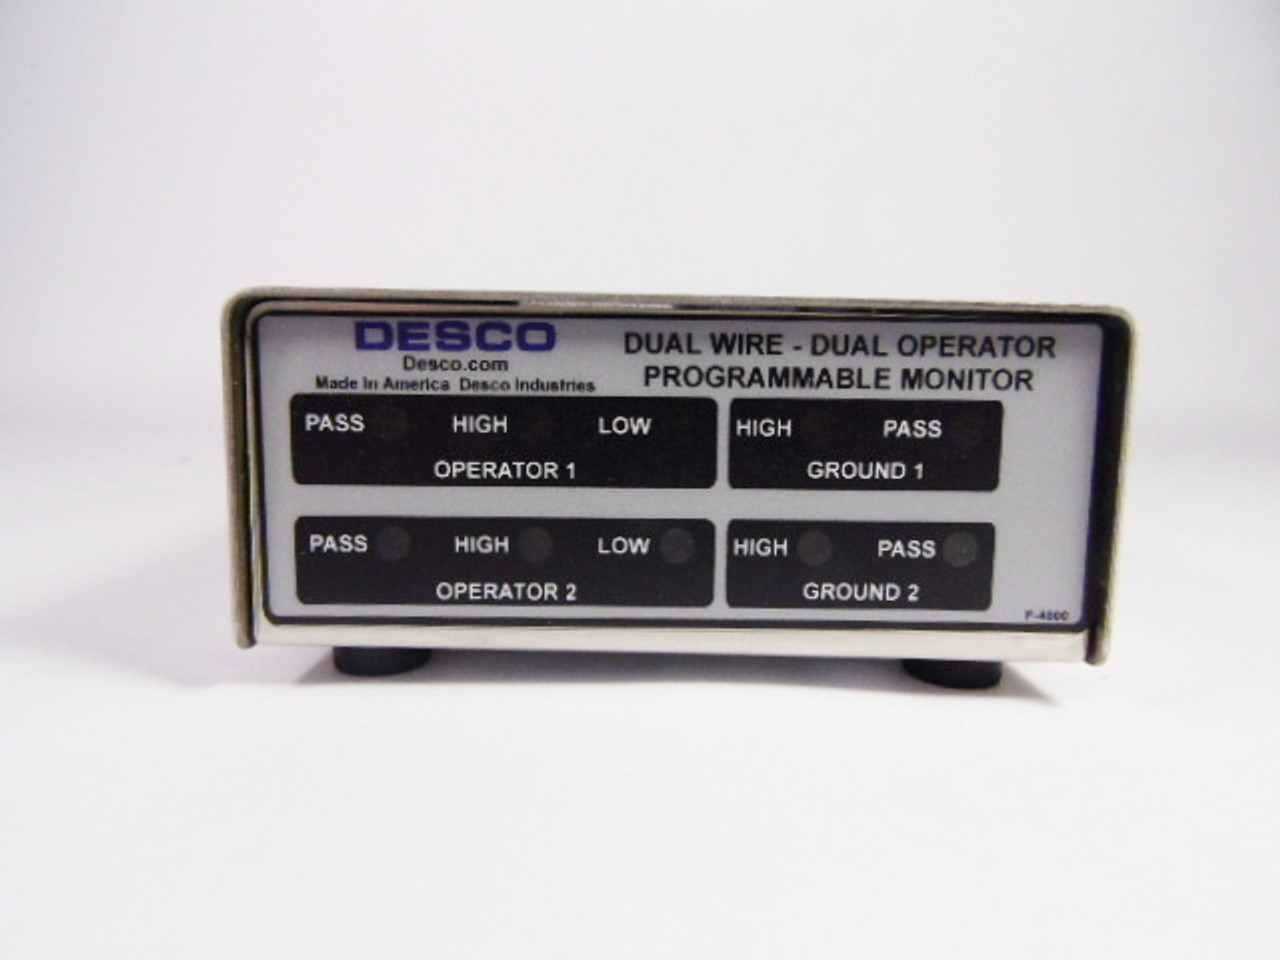 DESCO
Desco.com
Made In America Desco Industries
DUAL WIRE - DUAL OPERATOR
PROGRAMMABLE MONITOR
PASS HIGH LOW
OPERATOR 1
HIGH PASS
GROUND 1
PASS HIGH LOW
OPERATOR 2
HIGH PASS
GROUND 2